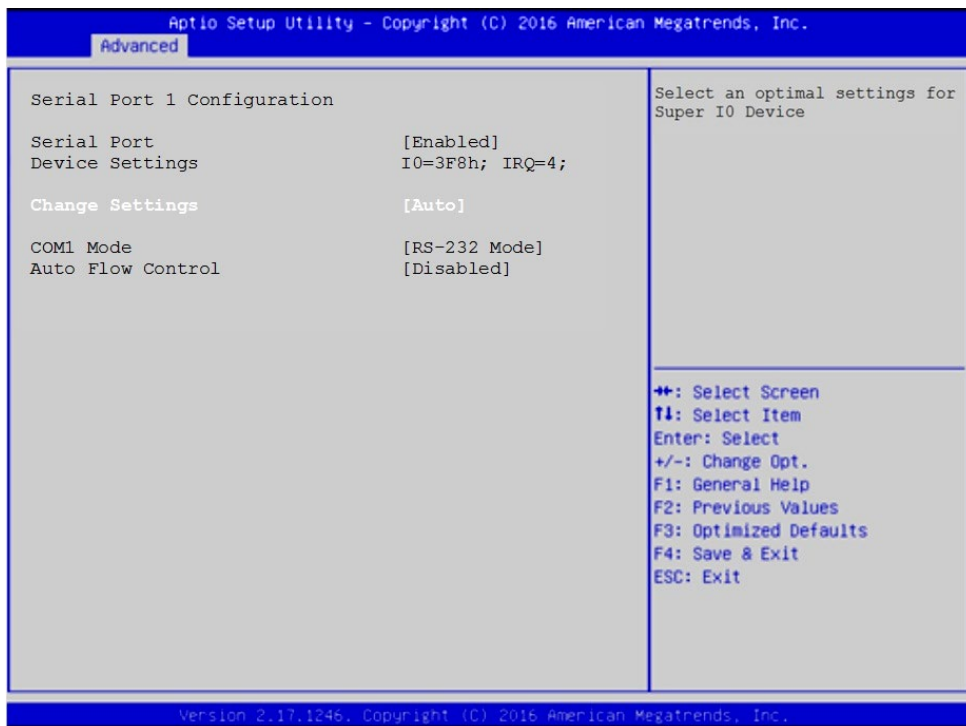 Aptio Setup Utility - Copyright (C) 2016 American Megatrends, Inc.
Advanced
Serial Port 1 Configuration
Serial Port [Enabled]
Device Settings IO=3F8h; IRQ=4;
Change Settings [Auto]
COM1 Mode [RS-232 Mode]
Auto Flow Control [Disabled]
Select an optimal settings for
Super IO Device
→←: Select Screen
↑↓: Select Item
Enter: Select
+/-: Change Opt.
F1: General Help
F2: Previous Values
F3: Optimized Defaults
F4: Save & Exit
ESC: Exit
Version 2.17.1246. Copyright (C) 2016 American Megatrends, Inc.